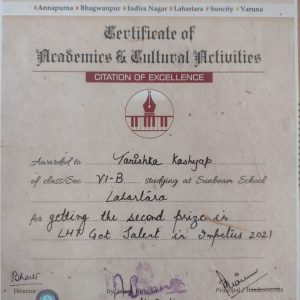 Annapurna • Bhagwanpur • Indira Nagar • Lahartara • Suncity • Varuna
Certificate of
Academics & Cultural Activities
CITATION OF EXCELLENCE
Awarded to Tanishka Kashyap
of class/Sec. VI-B studying at Sunbeam School
Lahartara
for getting the second prize in
LHT Got Talent in Impetus 2021
Director Principal / Headmistress